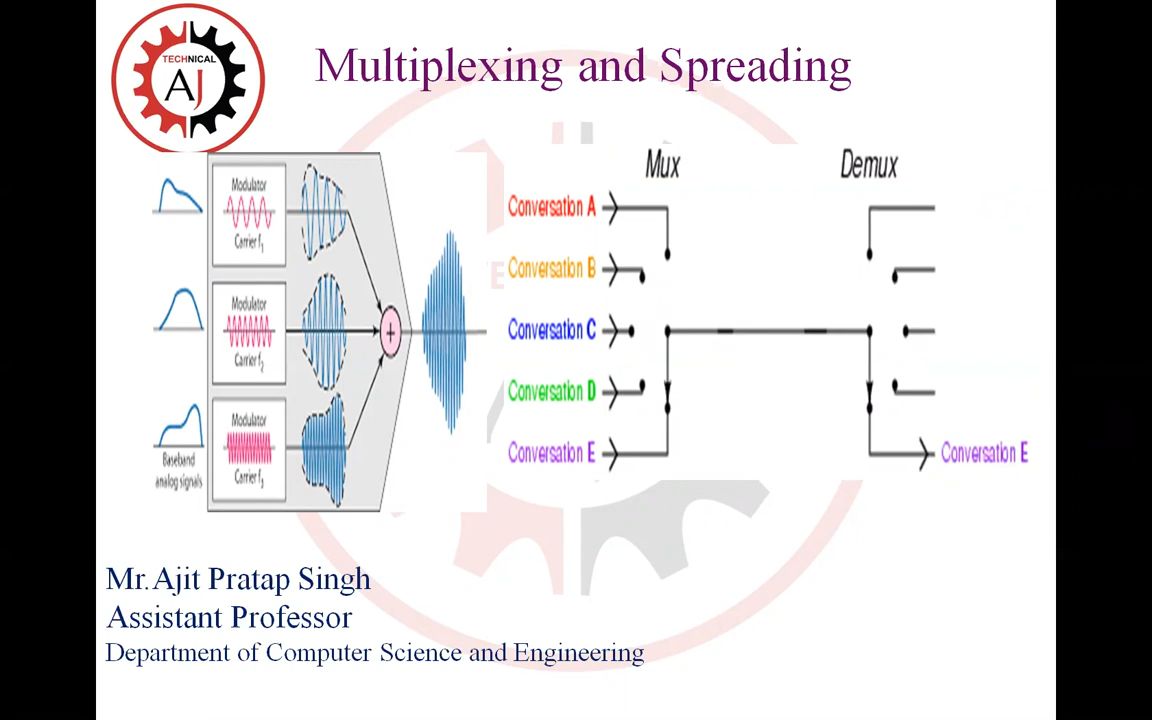 TECHNICAL
AJ
Multiplexing and Spreading
Modulator
Carrier f1
Modulator
Carrier f2
Modulator
Carrier f3
Baseband
analog signals
Mux
Demux
Conversation A
Conversation B
Conversation C
Conversation D
Conversation E
Conversation E
Mr. Ajit Pratap Singh
Assistant Professor
Department of Computer Science and Engineering